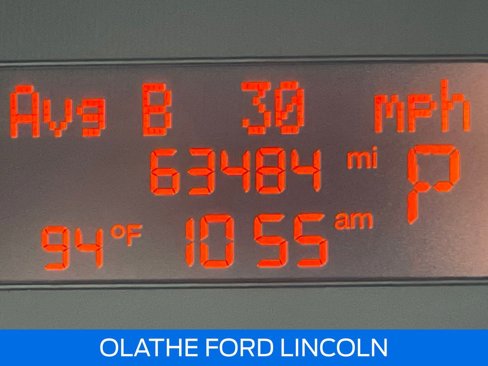 Avg B 30 mph
63484 mi P
94°F 10 55 am
OLATHE FORD LINCOLN